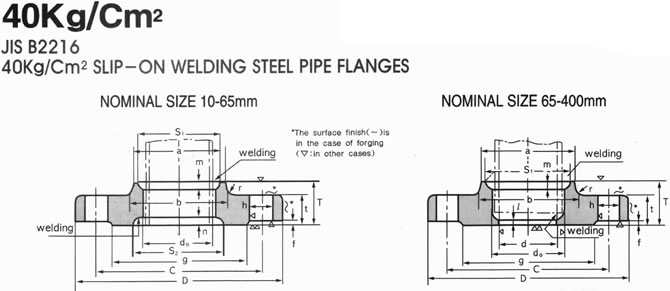 40Kg/Cm²
JIS B2216
40Kg/Cm² SLIP-ON WELDING STEEL PIPE FLANGES
NOMINAL SIZE 10-65mm
NOMINAL SIZE 65-400mm
*The surface finish(~)is
in the case of forging
(▽:in other cases)
S₁
a
m
welding
r
b
h
t
T
n
f
welding
d₀
S₂
g
C
D
a
S₁
m
welding
r
b
h
t
T
l
f
welding
d
d₀
g
C
D